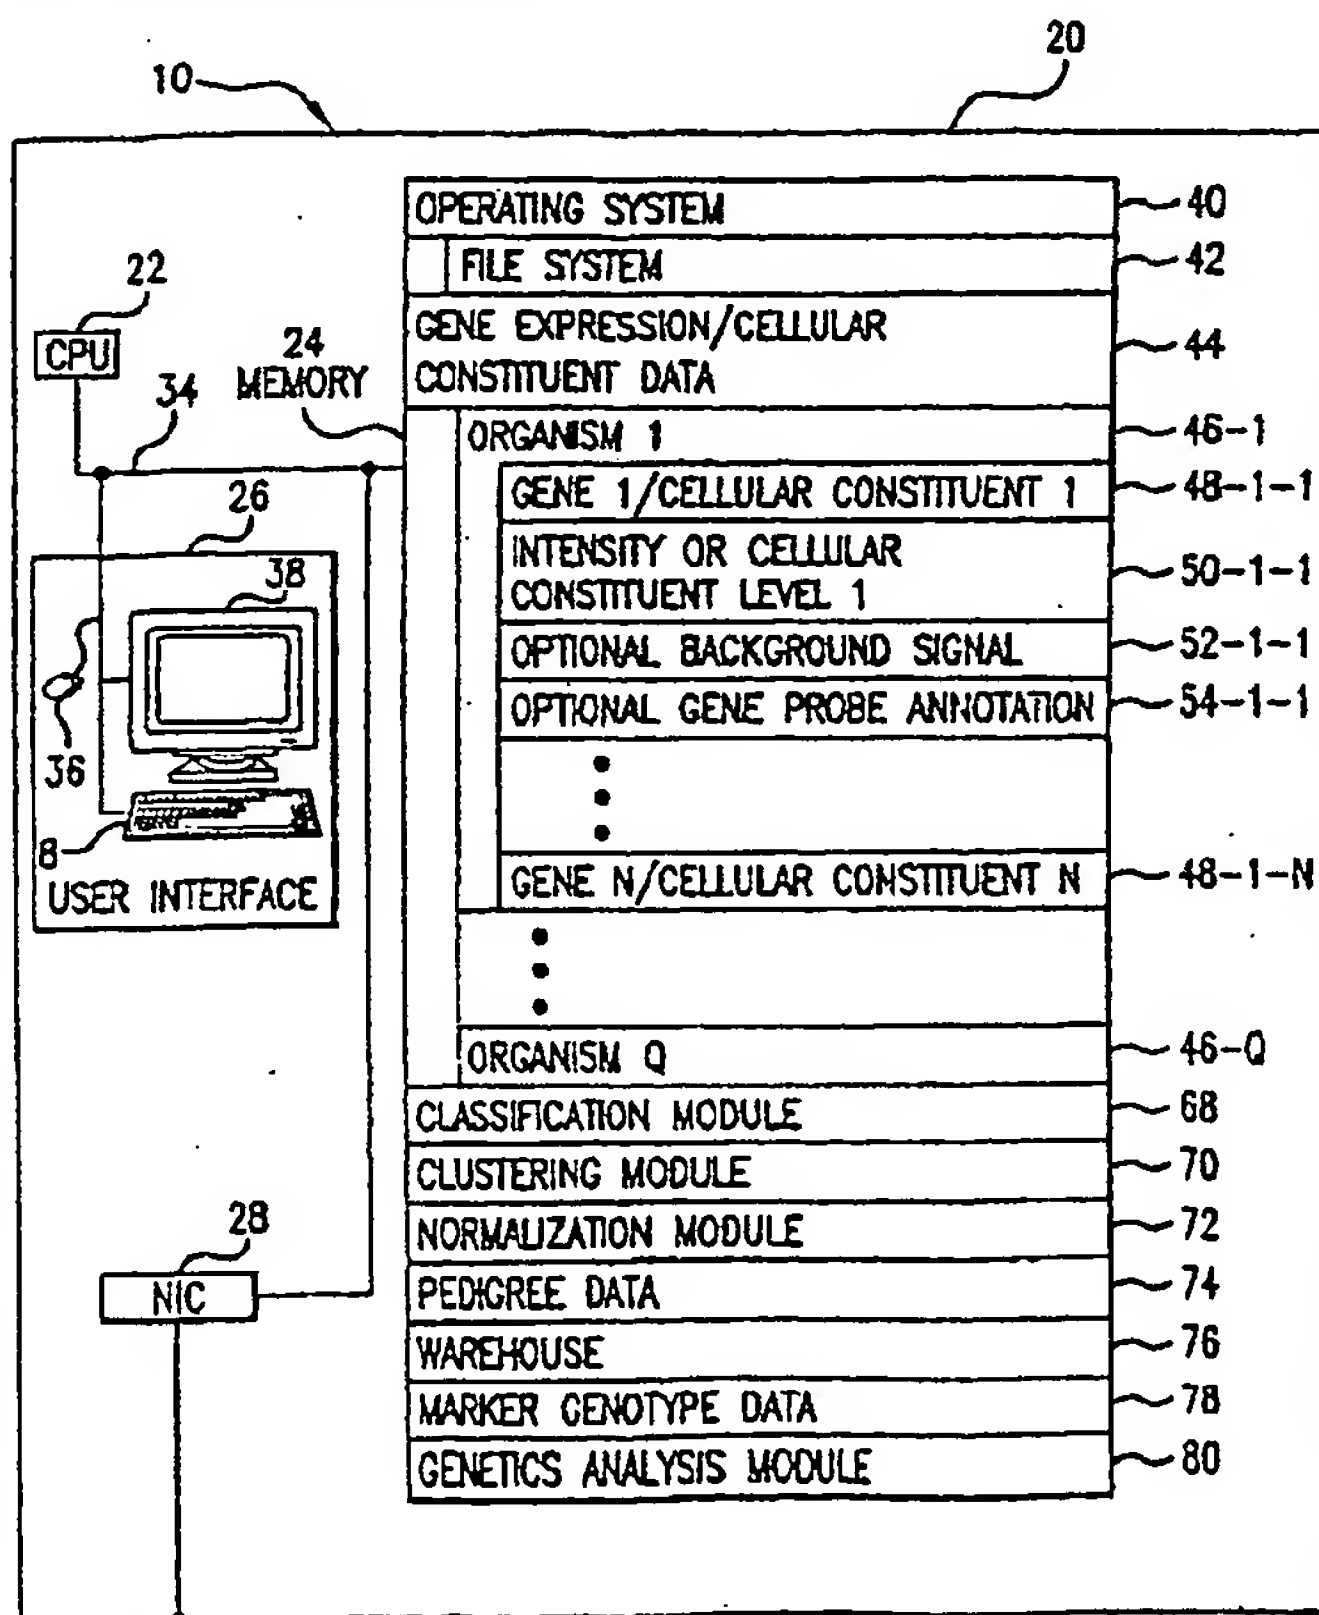 10
20
OPERATING SYSTEM 40
FILE SYSTEM 42
22
CPU
GENE EXPRESSION/CELLULAR
CONSTITUENT DATA 44
24
MEMORY
34
ORGANISM 1 46-1
GENE 1/CELLULAR CONSTITUENT 1 48-1-1
26
INTENSITY OR CELLULAR
CONSTITUENT LEVEL 1 50-1-1
38
OPTIONAL BACKGROUND SIGNAL 52-1-1
OPTIONAL GENE PROBE ANNOTATION 54-1-1
36
8
USER INTERFACE
GENE N/CELLULAR CONSTITUENT N 48-1-N
ORGANISM Q 46-Q
CLASSIFICATION MODULE 68
CLUSTERING MODULE 70
NORMALIZATION MODULE 72
28
NIC
PEDIGREE DATA 74
WAREHOUSE 76
MARKER GENOTYPE DATA 78
GENETICS ANALYSIS MODULE 80